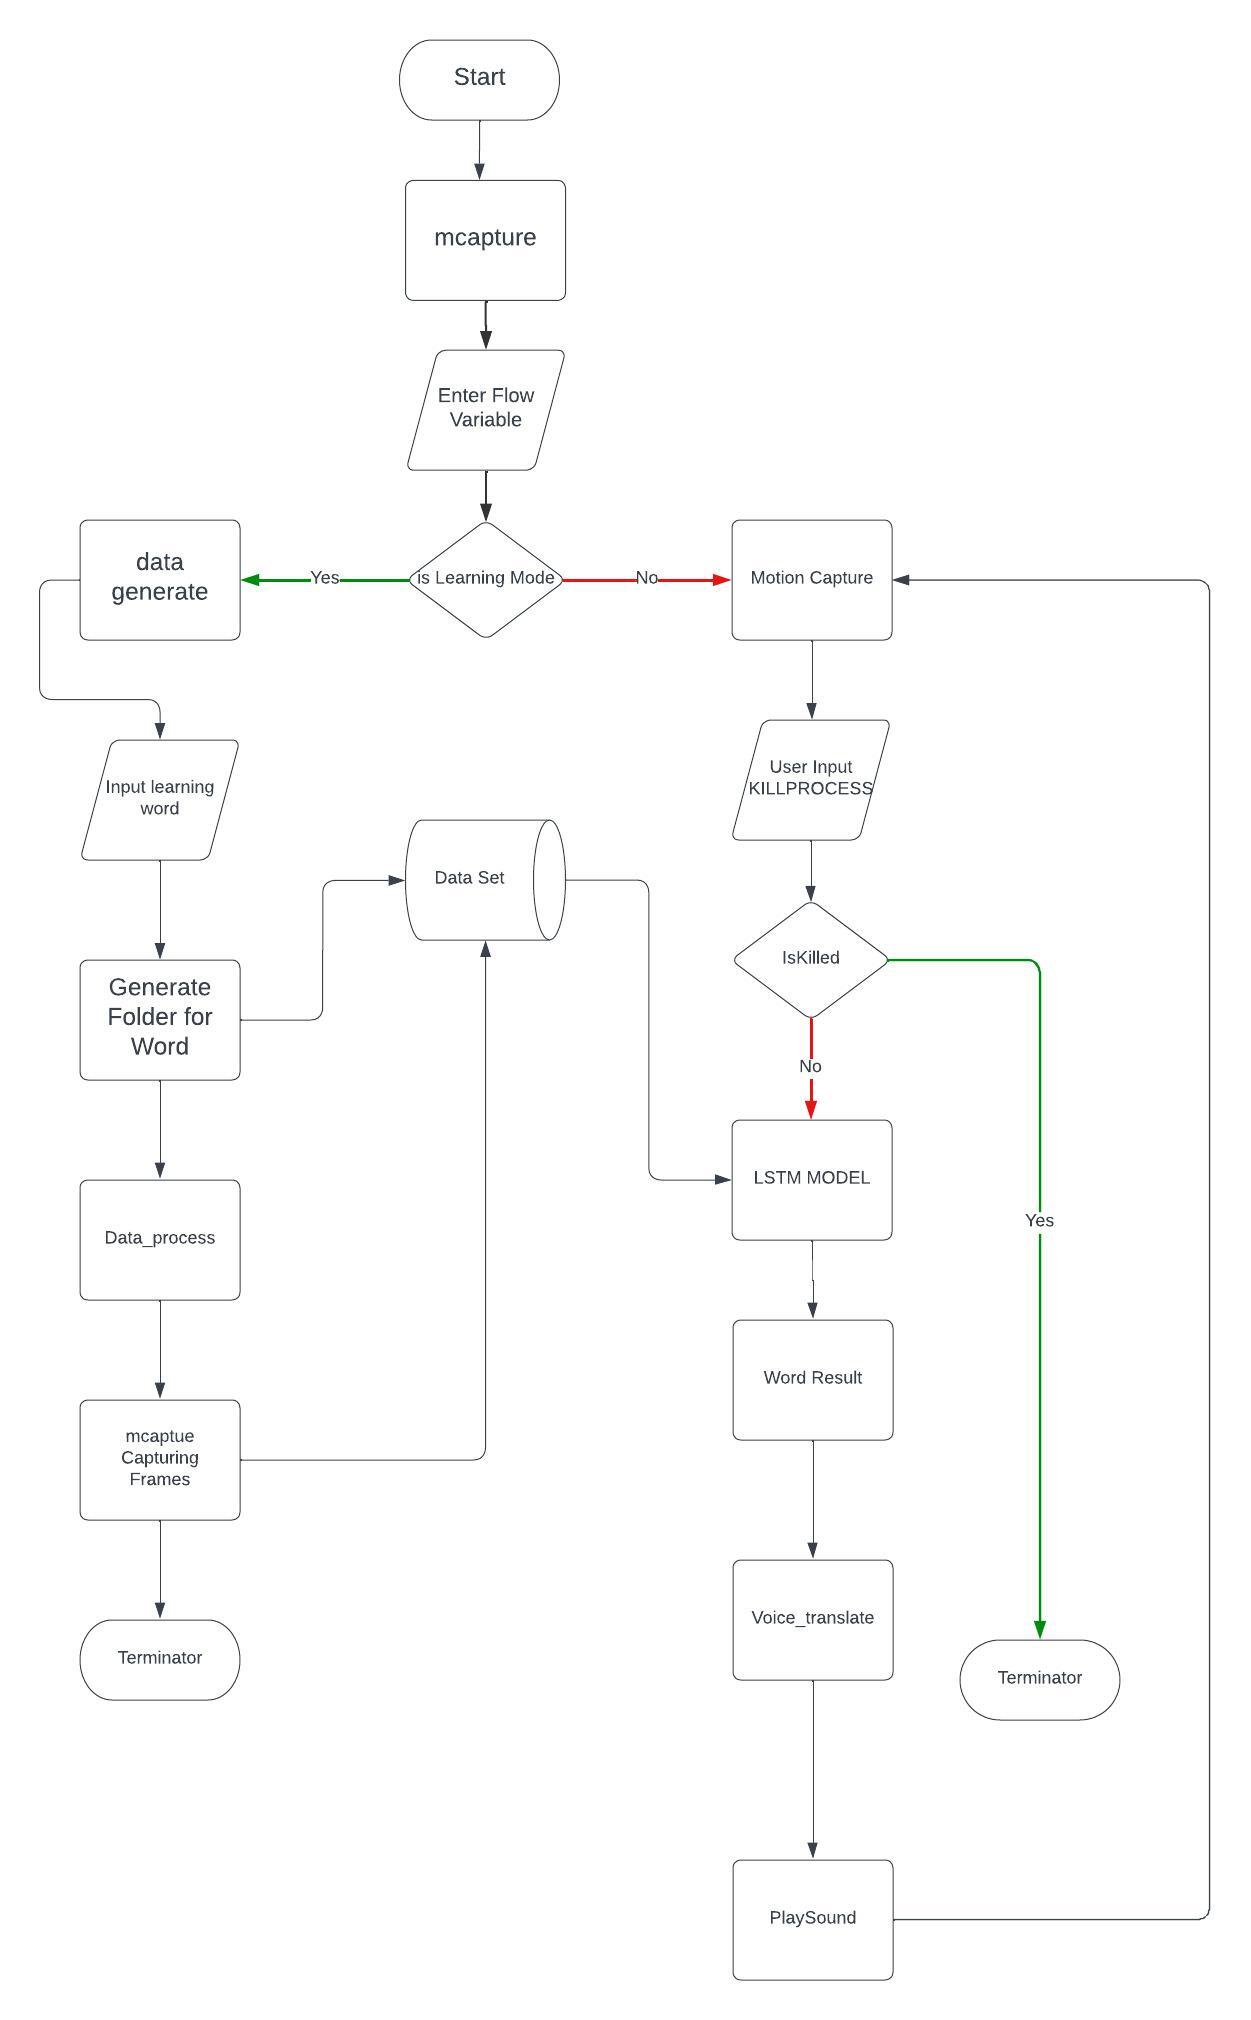 Start
mcapture
Enter Flow
Variable
data
generate
Yes
is Learning Mode
No
Motion Capture
Input learning
word
User Input
KILLPROCESS
Data Set
IsKilled
Generate
Folder for
Word
No
LSTM MODEL
Yes
Data_process
Word Result
mcaptue
Capturing
Frames
Voice_translate
Terminator
Terminator
PlaySound